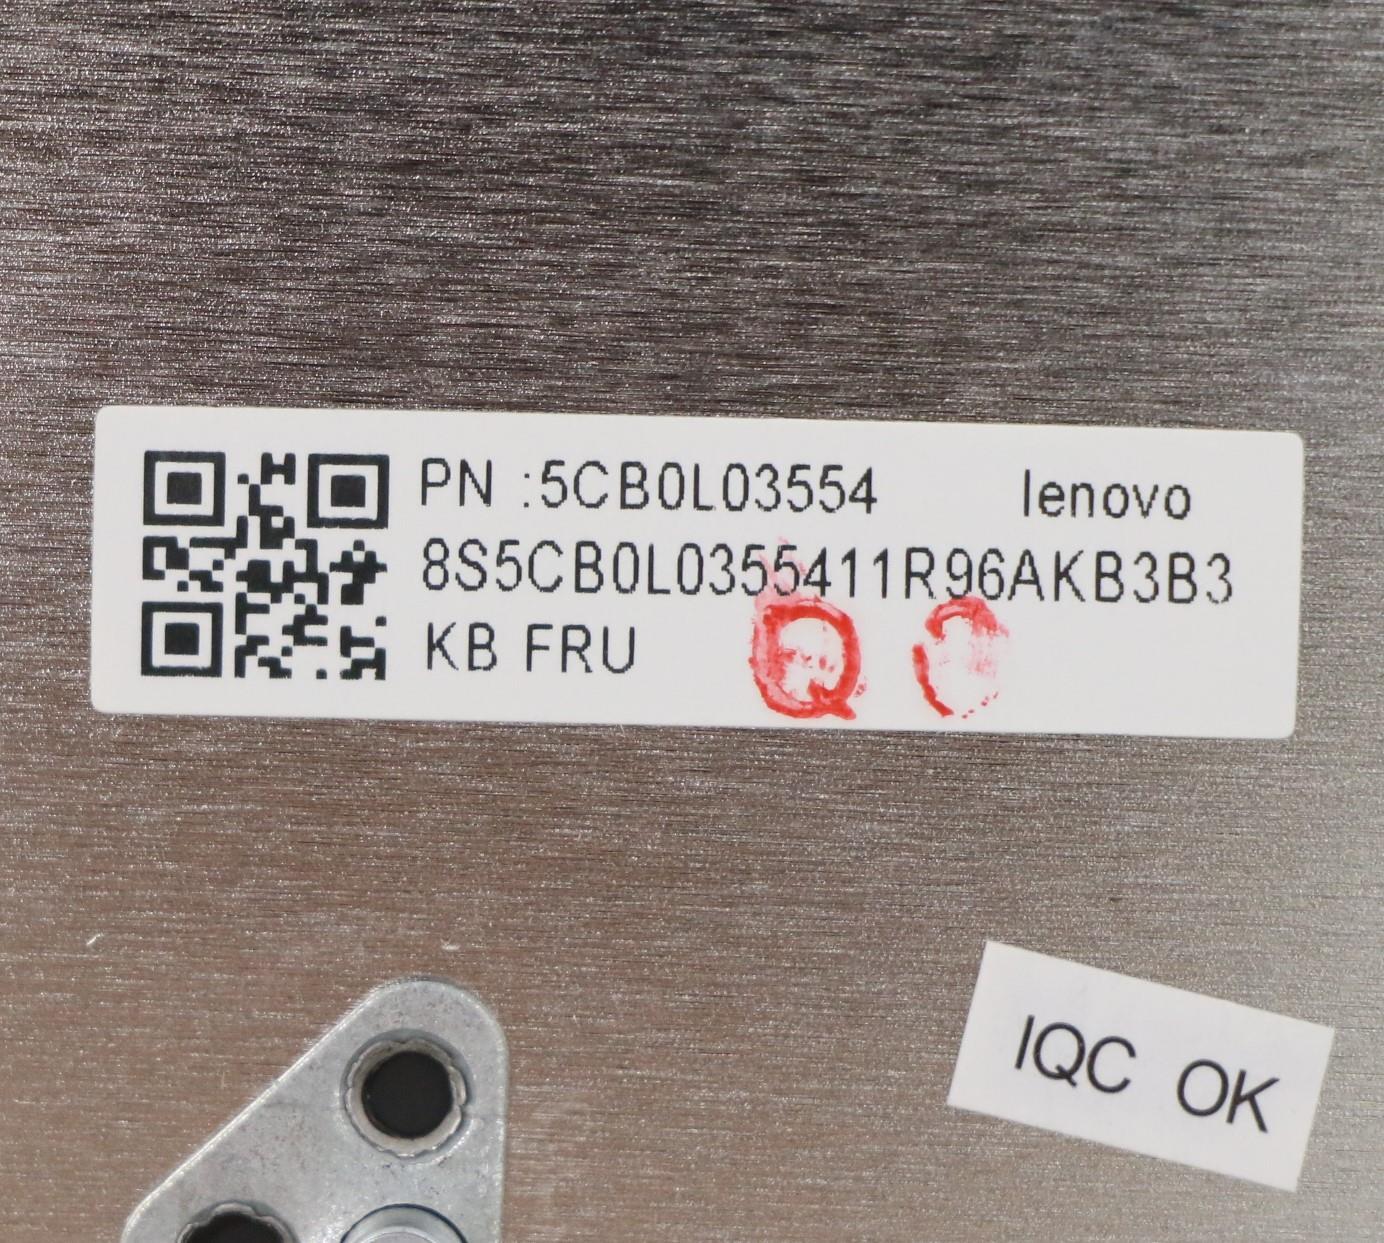 PN :5CB0L03554 lenovo
8S5CB0L0355411R96AKB3B3
KB FRU
Q
IQC OK